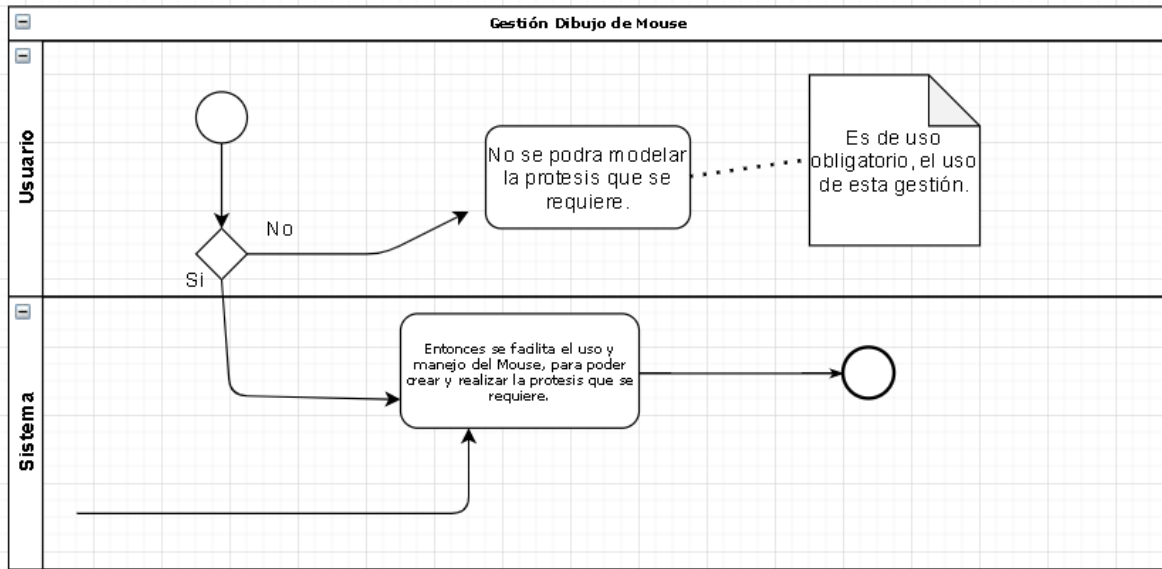 Gestión Dibujo de Mouse
Usuario
No se podra modelar
la protesis que se
requiere.
Es de uso
obligatorio, el uso
de esta gestión.
No
Si
Sistema
Entonces se facilita el uso y
manejo del Mouse, para poder
crear y realizar la protesis que se
requiere.